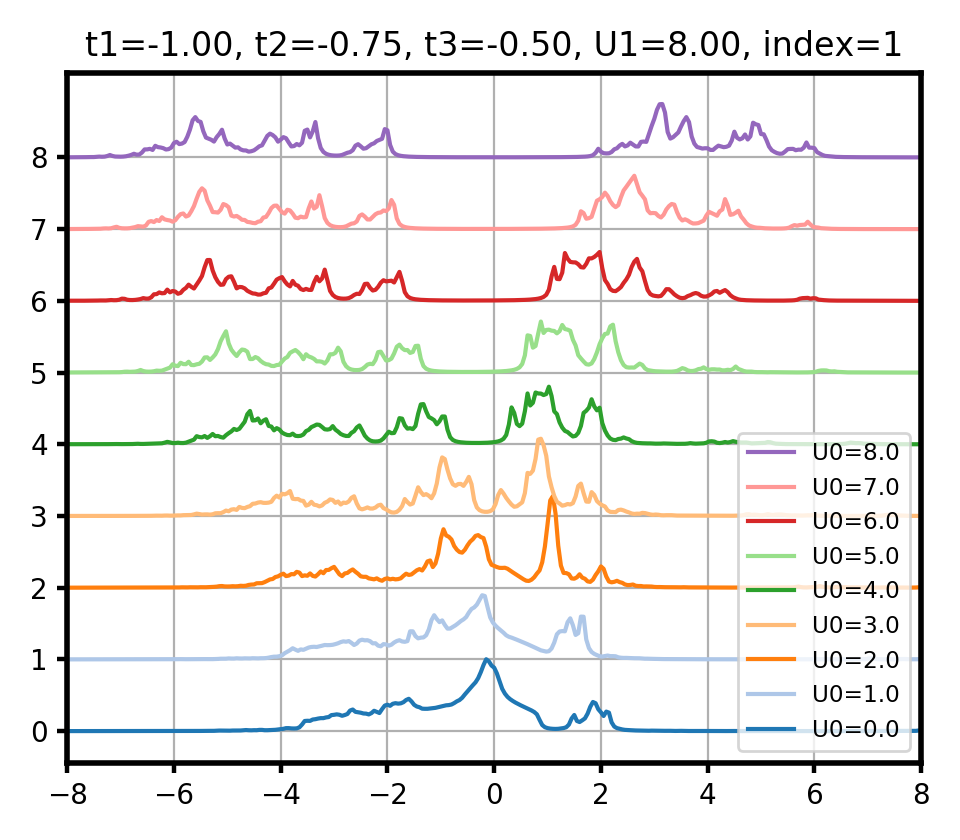 t1=-1.00, t2=-0.75, t3=-0.50, U1=8.00, index=1
8
7
6
5
4
3
2
1
0
U0=8.0
U0=7.0
U0=6.0
U0=5.0
U0=4.0
U0=3.0
U0=2.0
U0=1.0
U0=0.0
−8 −6 −4 −2 0 2 4 6 8